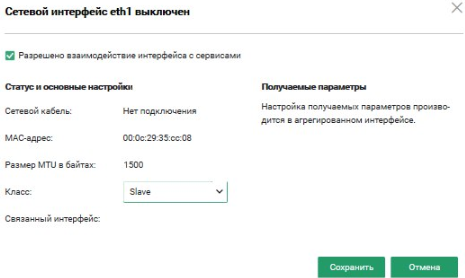 Сетевой интерфейс eth1 выключен
Разрешено взаимодействие интерфейса с сервисами
Статус и основные настройки
Сетевой кабель: Нет подключения
MAC-адрес: 00:0c:29:35:cc:08
Размер MTU в байтах: 1500
Класс: Slave
Связанный интерфейс:
Получаемые параметры
Настройка получаемых параметров произво-
дится в агрегированном интерфейсе.
Сохранить Отмена